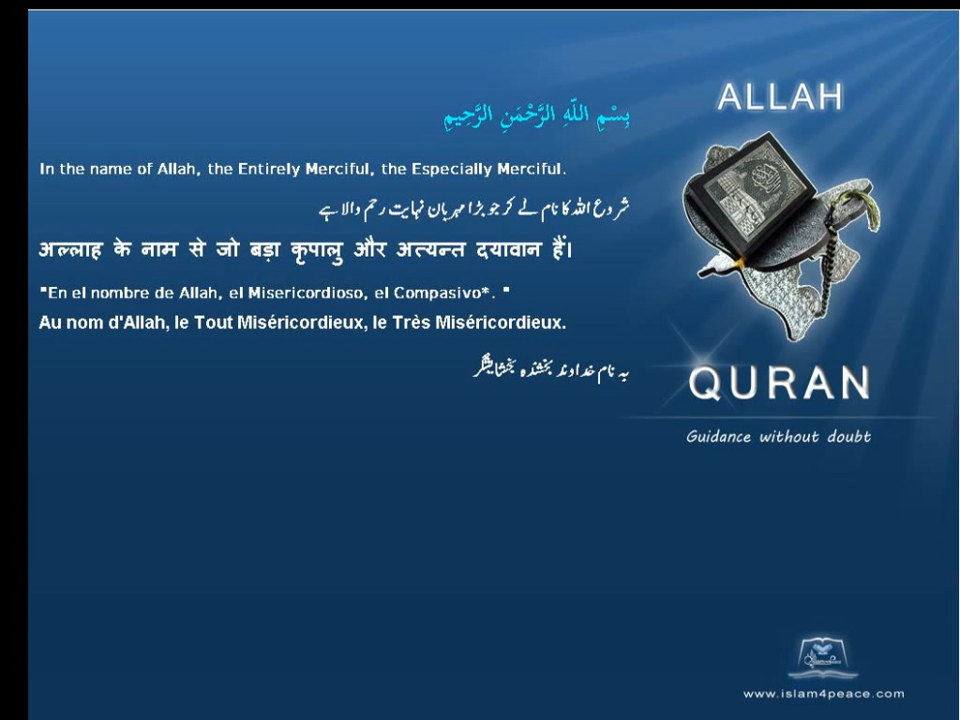 بِسْمِ اللّهِ الرَّحْمَنِ الرَّحِيمِ
In the name of Allah, the Entirely Merciful, the Especially Merciful.
شروع اللہ کا نام لے کر جو بڑا مہربان نہایت رحم والا ہے
अल्लाह के नाम से जो बड़ा कृपालु और अत्यन्त दयावान हैं।
"En el nombre de Allah, el Misericordioso, el Compasivo*. "
Au nom d'Allah, le Tout Miséricordieux, le Très Miséricordieux.
به نام خداوند بخشنده بخشایشگر
ALLAH
QURAN
Guidance without doubt
www.islam4peace.com